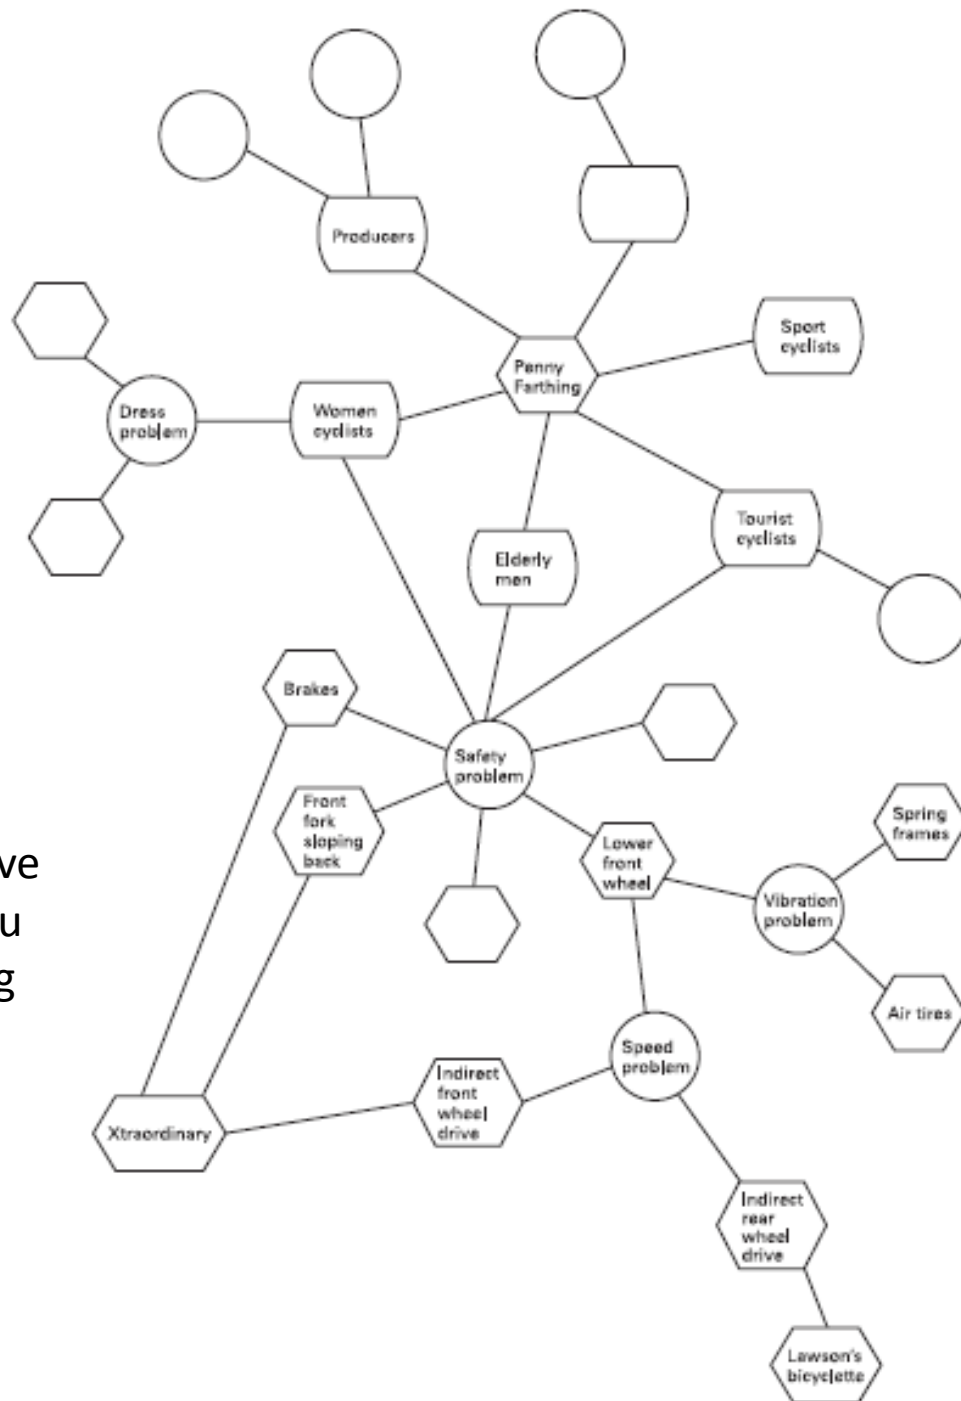 Producers
Sport
cyclists
Penny
Farthing
Dress
problem
Women
cyclists
Tourist
cyclists
Elderly
men
Brakes
Safety
problem
Front
fork
sloping
back
Spring
frames
Lower
front
wheel
ve
u
g
Vibration
problem
Air tires
Speed
problem
Indirect
front
wheel
drive
Xtraordinary
Indirect
rear
wheel
drive
Lawson's
bicyclette